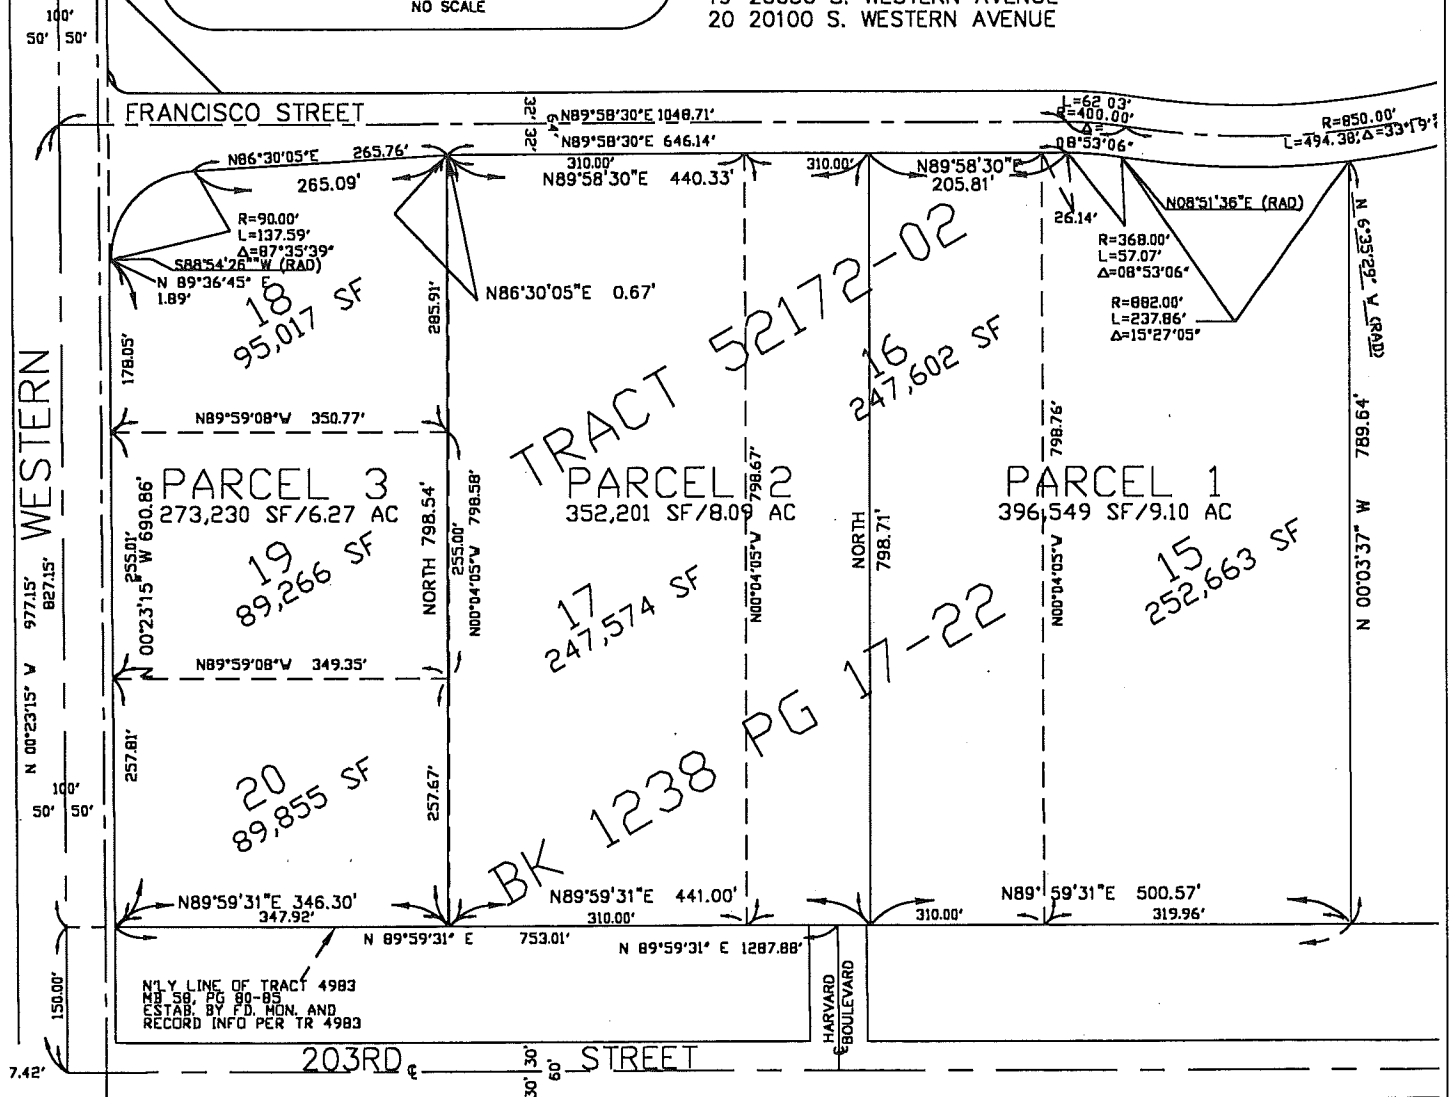 100'
50' 50'
NO SCALE
20 20100 S. WESTERN AVENUE
FRANCISCO STREET
32'
64'
32'
N89°58'30"E 1048.71'
N89°58'30"E 646.14'
L=62.03'
R=400.00'
Δ=
08°53'06"
R=850.00'
L=494.38', Δ=33°19'
N86°30'05"E 265.76'
265.09'
310.00'
N89°58'30"E 440.33'
310.00'
N89°58'30"E
205.81'
26.14'
R=90.00'
L=137.59'
Δ=87°35'39"
S88°54'26""W (RAD)
N 89°36'45" E
1.89'
N86°30'05"E 0.67'
N08°51'36"E (RAD)
R=368.00'
L=57.07'
Δ=08°53'06"
R=882.00'
L=237.86'
Δ=15°27'05"
N 6°35'29" W (RAD)
18
95,017 SF
178.05'
285.91'
TRACT 52172-02
16
247,602 SF
N89°59'08"W 350.77'
WESTERN
PARCEL 3
273,230 SF/6.27 AC
PARCEL 2
352,201 SF/8.09 AC
PARCEL 1
396,549 SF/9.10 AC
N 00°23'15" W 977.15'
827.15'
255.01'
N 00°23'15" W 690.86'
NORTH 798.54'
255.00'
N00°04'05"W 798.58'
N00°04'05"W 798.67'
NORTH
798.71'
N00°04'05"W 798.76'
N 00°03'37" W 789.64'
19
89,266 SF
17
247,574 SF
15
252,663 SF
N89°59'08"W 349.35'
257.81'
257.67'
100'
50' 50'
20
89,855 SF
BK 1238 PG 17-22
N89°59'31"E 346.30'
347.92'
N89°59'31"E 441.00'
310.00'
N89°59'31"E 500.57'
310.00'
319.96'
N 89°59'31" E 753.01'
N 89°59'31" E 1287.88'
N'LY LINE OF TRACT 4983
MB 58, PG 80-85
ESTAB. BY FD. MON. AND
RECORD INFO PER TR 4983
150.00'
HARVARD
BOULEVARD
7.42'
203RD STREET
30' 30'
60'